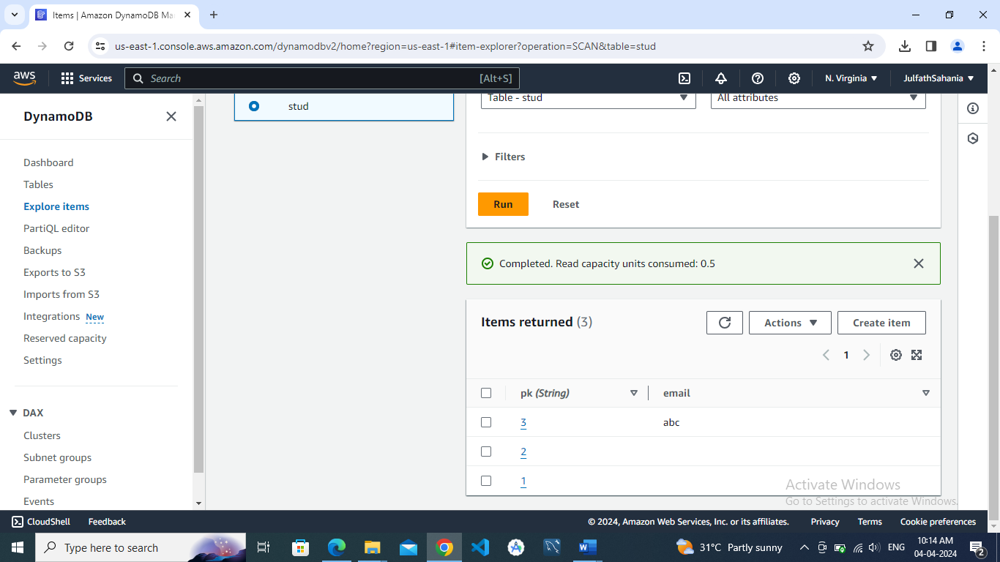 Items | Amazon DynamoDB Ma
us-east-1.console.aws.amazon.com/dynamodbv2/home?region=us-east-1#item-explorer?operation=SCAN&table=stud
aws
Services
Search
[Alt+S]
N. Virginia
JulfathSahania
DynamoDB
Dashboard
Tables
Explore items
PartiQL editor
Backups
Exports to S3
Imports from S3
Integrations New
Reserved capacity
Settings
DAX
Clusters
Subnet groups
Parameter groups
Events
stud
Table - stud
All attributes
Filters
Run
Reset
Completed. Read capacity units consumed: 0.5
Items returned (3)
Actions
Create item
1
pk (String)
email
3
abc
2
1
Activate Windows
Go to Settings to activate Windows.
CloudShell
Feedback
© 2024, Amazon Web Services, Inc. or its affiliates.
Privacy
Terms
Cookie preferences
Type here to search
31°C Partly sunny
ENG
10:14 AM
04-04-2024
2